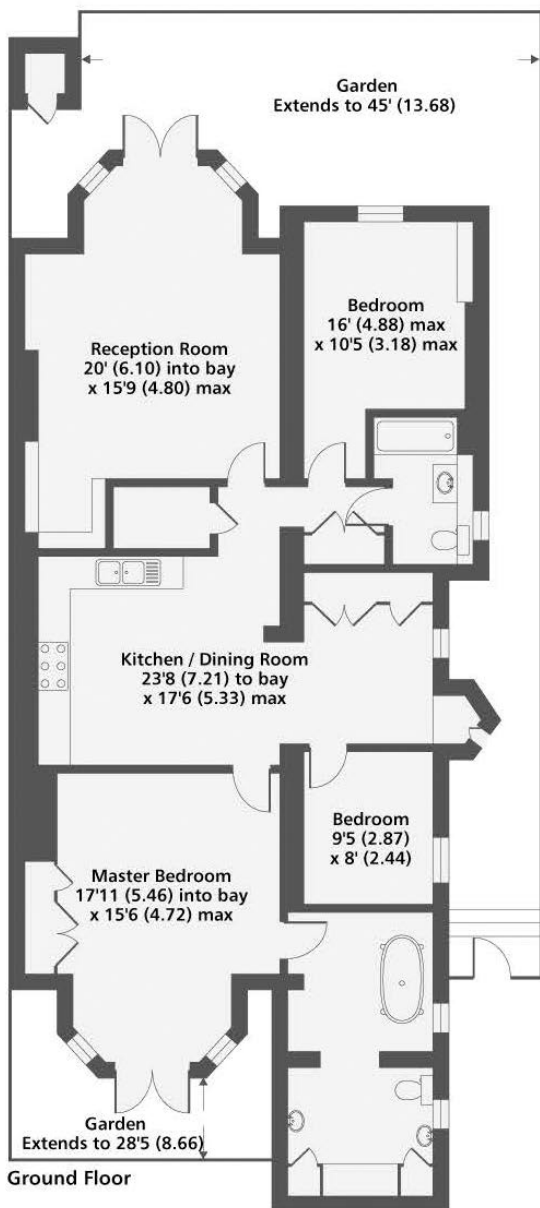 Garden
Extends to 45' (13.68)
Bedroom
16' (4.88) max
x 10'5 (3.18) max
Reception Room
20' (6.10) into bay
x 15'9 (4.80) max
Kitchen / Dining Room
23'8 (7.21) to bay
x 17'6 (5.33) max
Bedroom
9'5 (2.87)
x 8' (2.44)
Master Bedroom
17'11 (5.46) into bay
x 15'6 (4.72) max
Garden
Extends to 28'5 (8.66)
Ground Floor